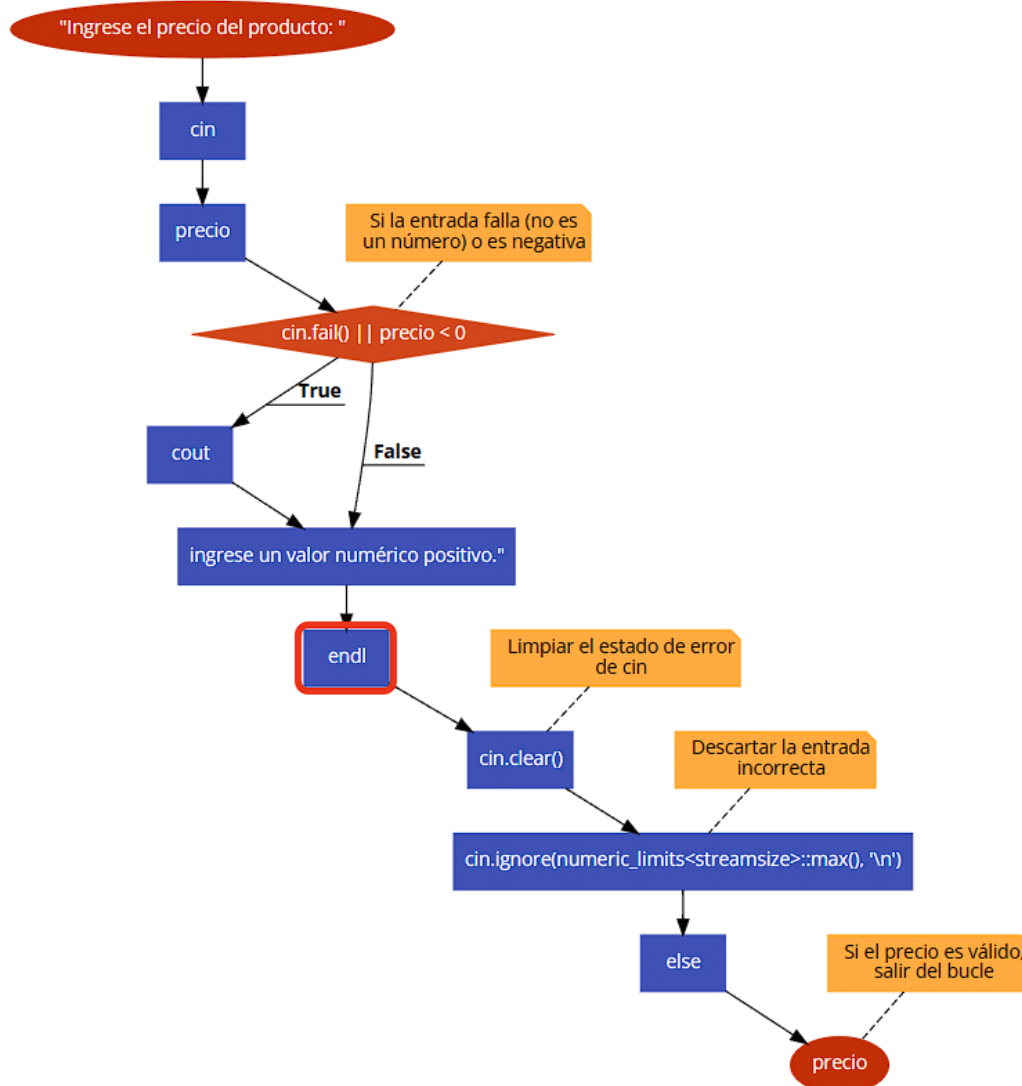 "Ingrese el precio del producto: "
cin
precio
Si la entrada falla (no es
un número) o es negativa
cin.fail() || precio < 0
True
cout
False
ingrese un valor numérico positivo."
endl
Limpiar el estado de error
de cin
cin.clear()
Descartar la entrada
incorrecta
cin.ignore(numeric_limits<streamsize>::max(), '\n')
else
Si el precio es válido,
salir del bucle
precio